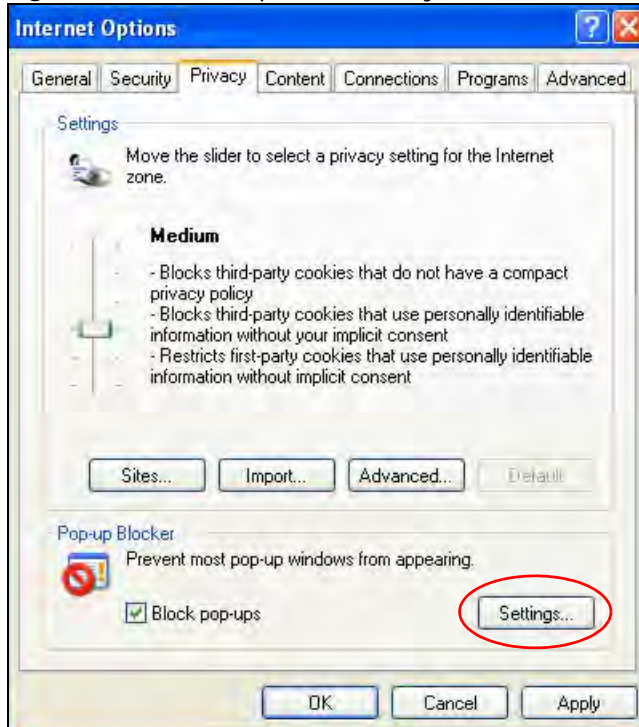 Internet Options
General Security Privacy Content Connections Programs Advanced
Settings
Move the slider to select a privacy setting for the Internet
zone.
Medium
- Blocks third-party cookies that do not have a compact
privacy policy
- Blocks third-party cookies that use personally identifiable
information without your implicit consent
- Restricts first-party cookies that use personally identifiable
information without implicit consent
Sites... Import... Advanced... Default
Pop-up Blocker
Prevent most pop-up windows from appearing.
Block pop-ups Settings...
OK Cancel Apply